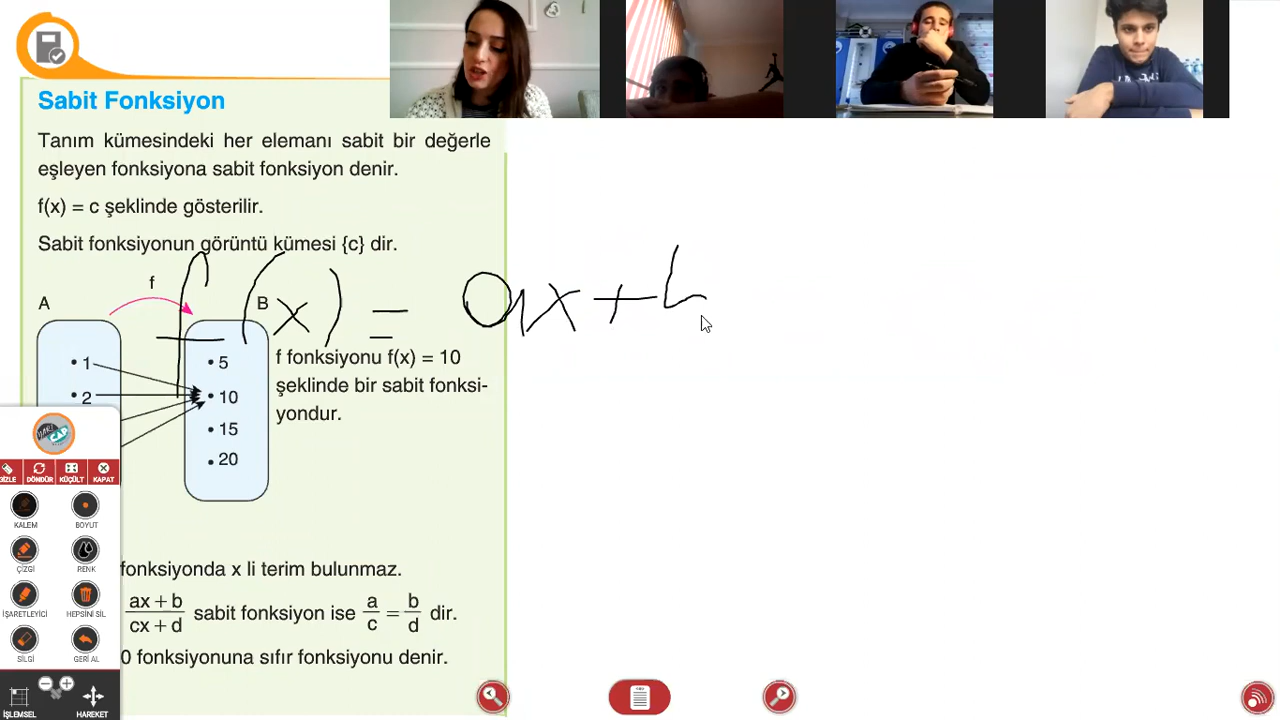 Sabit Fonksiyon
Tanım kümesindeki her elemanı sabit bir değerle
eşleyen fonksiyona sabit fonksiyon denir.
f(x) = c şeklinde gösterilir.
Sabit fonksiyonun görüntü kümesi {c} dir.
f (x) = ax+b
f
A
B
• 1
• 2
• 5
• 10
• 15
• 20
f fonksiyonu f(x) = 10
şeklinde bir sabit fonksi-
yondur.
GİZLE DÖNDÜR KÜÇÜLT KAPAT
KALEM BOYUT
ÇİZGİ RENK
İŞARETLEYİCİ HEPSİNİ SİL
SİLGİ GERİ AL
İŞLEMSEL HAREKET
fonksiyonda x li terim bulunmaz.
ax + b / cx + d sabit fonksiyon ise a / c = b / d dir.
0 fonksiyonuna sıfır fonksiyonu denir.